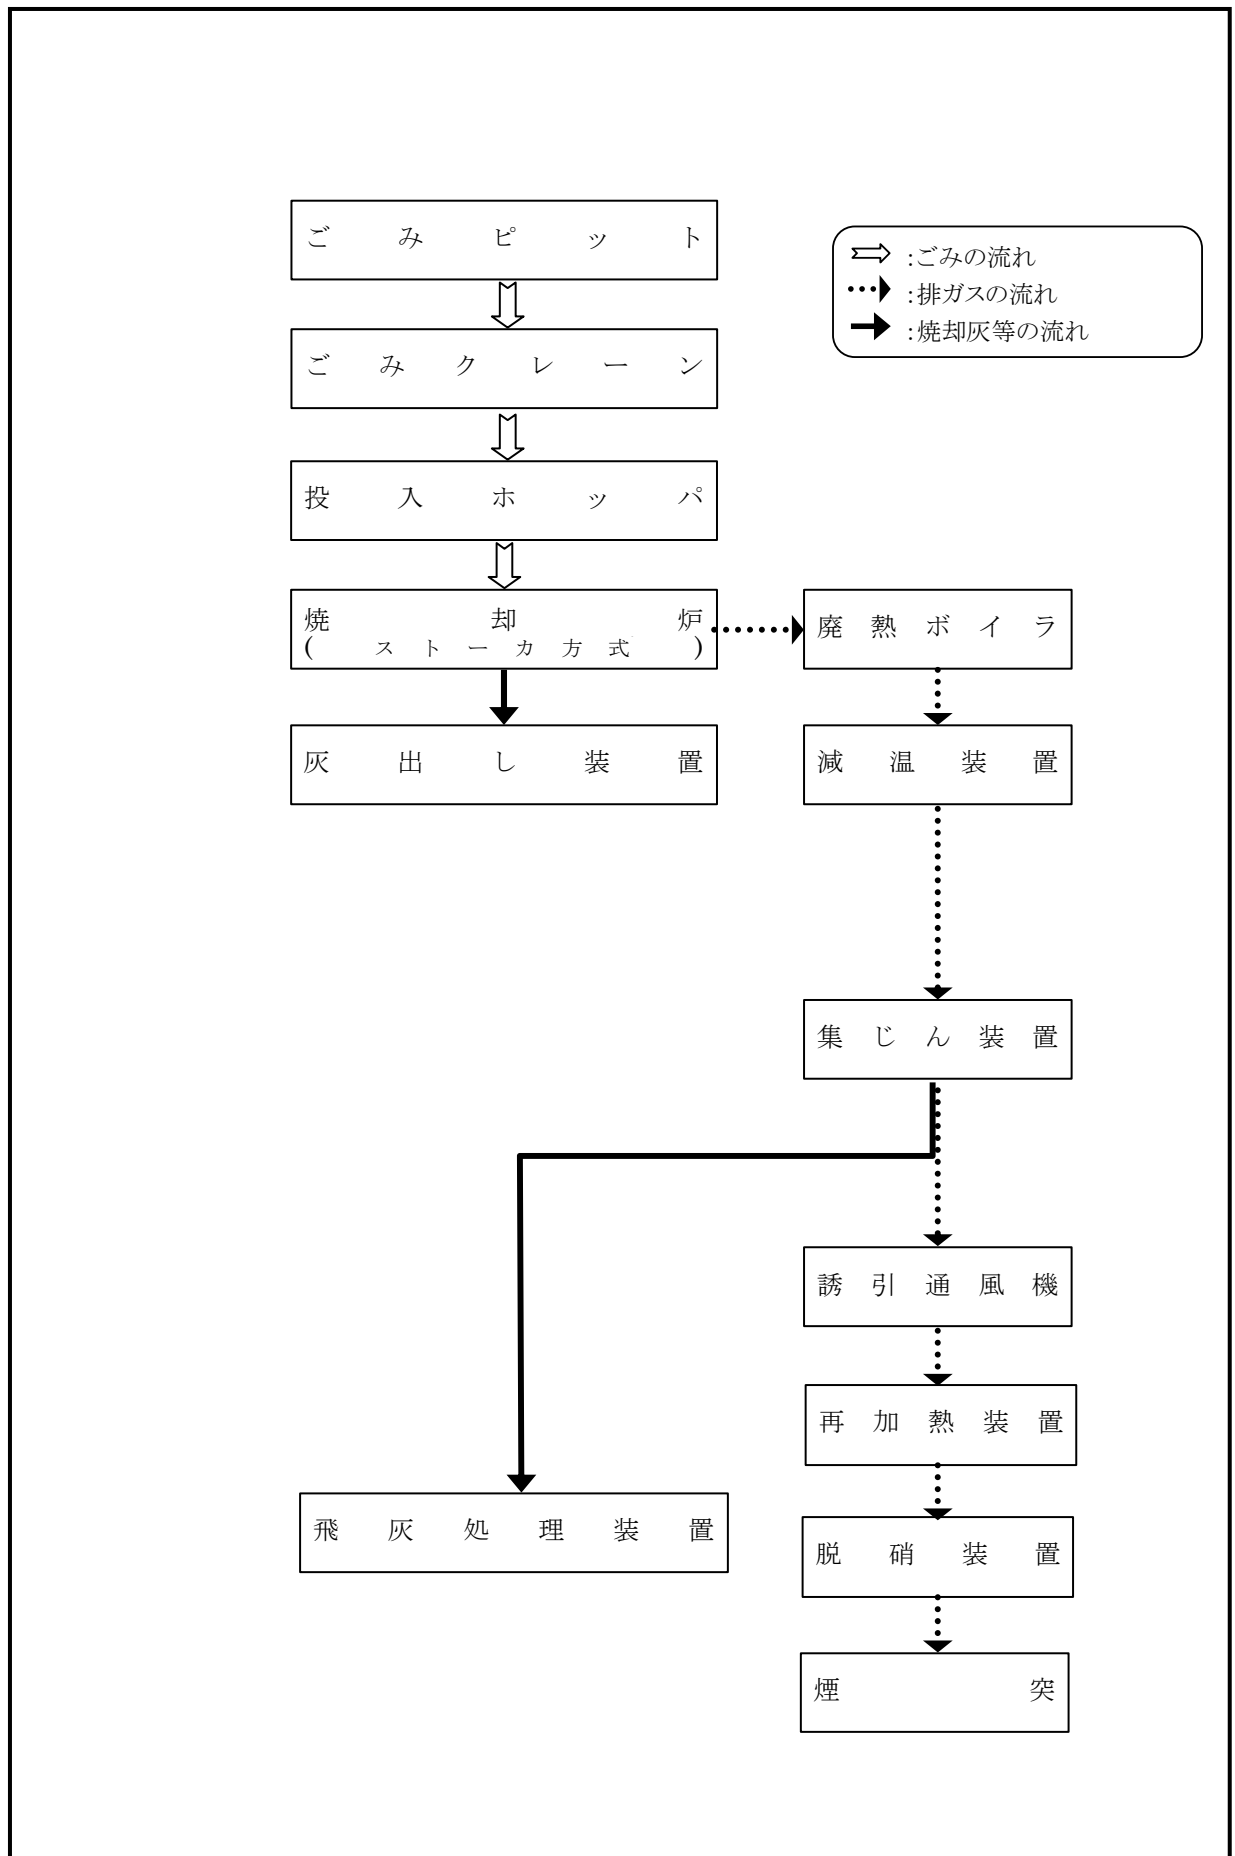 ごみピット
:ごみの流れ
:排ガスの流れ
:焼却灰等の流れ
ごみクレーン
投入ホッパ
焼却炉
(ストーカ方式)
廃熱ボイラ
灰出し装置
減温装置
集じん装置
誘引通風機
再加熱装置
飛灰処理装置
脱硝装置
煙突